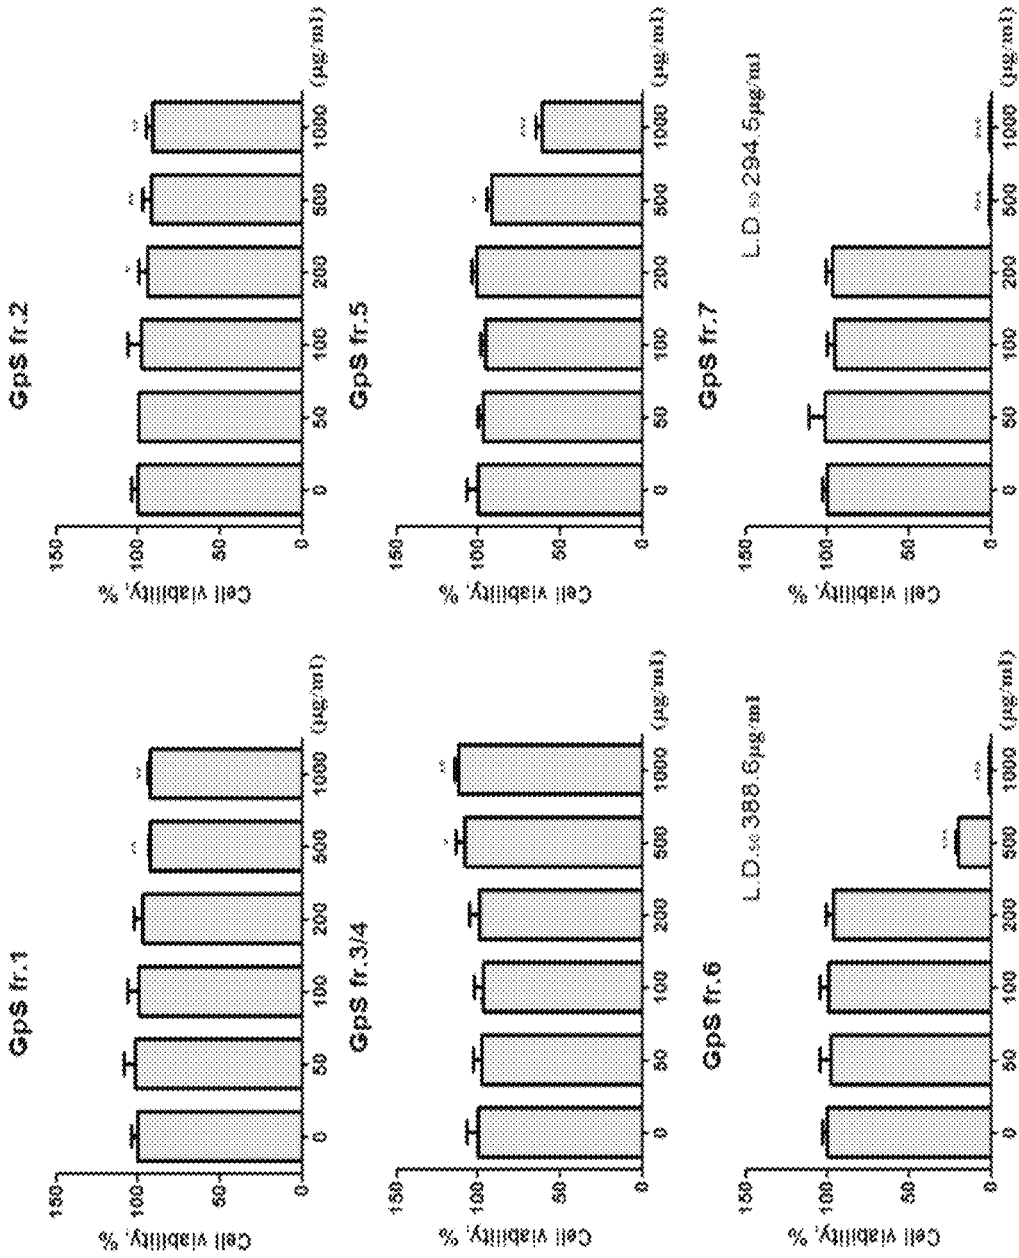 GpS fr.1
Cell viability, %
150
100
50
0
0 50 100 200 500 1000 (µg/ml)
GpS fr.2
Cell viability, %
150
100
50
0
0 50 100 200 500 1000 (µg/ml)
GpS fr.3/4
Cell viability, %
150
100
50
0
0 50 100 200 500 1000 (µg/ml)
GpS fr.5
Cell viability, %
150
100
50
0
0 50 100 200 500 1000 (µg/ml)
GpS fr.6
L.D.50 388.6µg/ml
Cell viability, %
150
100
50
0
0 50 100 200 500 1000 (µg/ml)
GpS fr.7
L.D 50 294.5µg/ml
Cell viability, %
150
100
50
0
0 50 100 200 500 1000 (µg/ml)